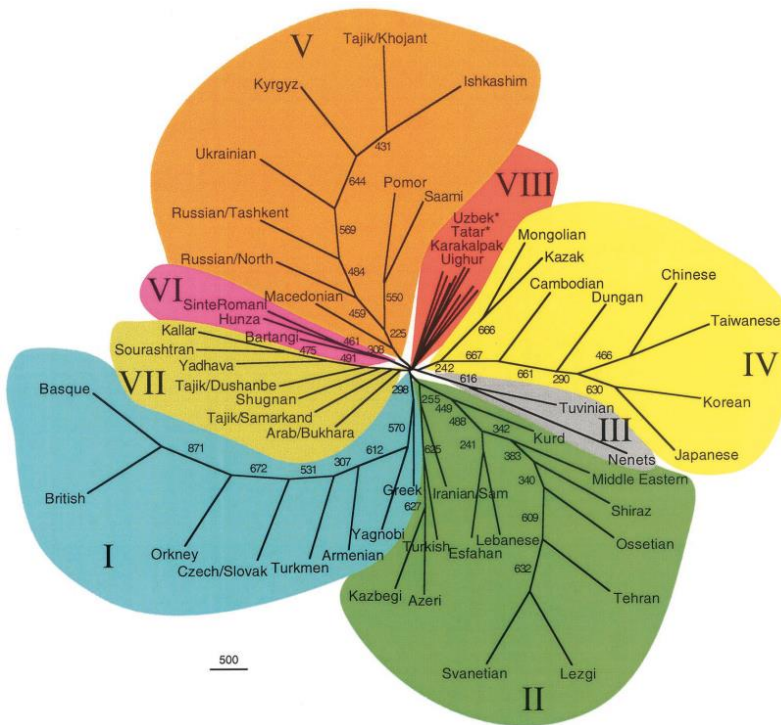 V
Tajik/Khojant
Kyrgyz
Ishkashim
431
Ukrainian
644
Pomor
Saami
VIII
Uzbek*
Tatar*
Karakalpak
Uighur
Russian/Tashkent
569
Russian/North
484
Macedonian
459
550
225
Mongolian
Kazak
Cambodian
Dungan
Chinese
Taiwanese
666
667
466
IV
242
661
290
630
Korean
Japanese
VI
SinteRomani
Hunza
461
308
Bartangi
491
Kallar
475
Sourashtran
Yadhava
VII
Tajik/Dushanbe
Shugnan
Tajik/Samarkand
Arab/Bukhara
616
Tuvinian
III
Nenets
Basque
871
British
672
531
307
612
570
298
I
Orkney
Czech/Slovak
Turkmen
Armenian
Yagnobi
Greek
627
255
449
488
342
Kurd
625
241
383
Middle Eastern
Iranian/Sam
340
Shiraz
Lebanese
609
Ossetian
Turkish
Esfahan
632
Kazbegi
Azeri
Tehran
Svanetian
Lezgi
II
500